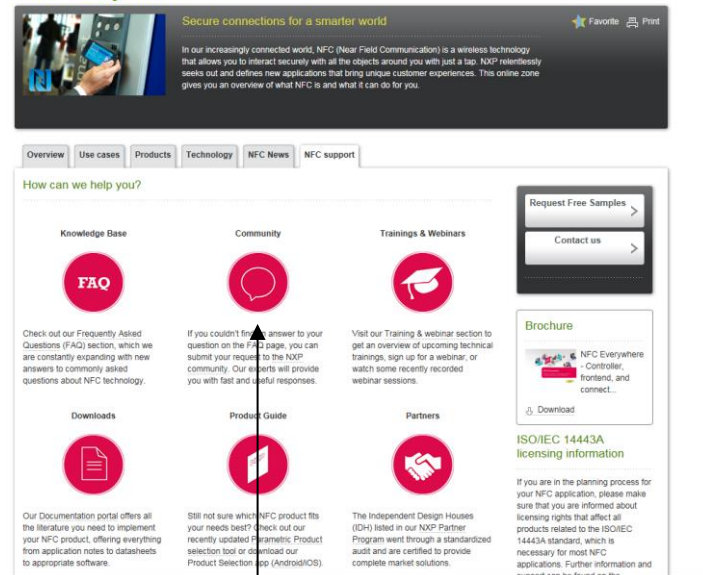 Secure connections for a smarter world
Favorite Print
In our increasingly connected world, NFC (Near Field Communication) is a wireless technology
that allows you to interact securely with all the objects around you with just a tap. NXP relentlessly
seeks out and defines new applications that bring unique customer experiences. This online zone
gives you an overview of what NFC is and what it can do for you.
Overview Use cases Products Technology NFC News NFC support
How can we help you?
Knowledge Base
FAQ
Check out our Frequently Asked
Questions (FAQ) section, which we
are constantly expanding with new
answers to commonly asked
questions about NFC technology.
Community
If you couldn't find an answer to your
question on the FAQ page, you can
submit your request to the NXP
community. Our experts will provide
you with fast and useful responses.
Trainings & Webinars
Visit our Training & webinar section to
get an overview of upcoming technical
trainings, sign up for a webinar, or
watch some recently recorded
webinar sessions.
Downloads
Our Documentation portal offers all
the literature you need to implement
your NFC product, offering everything
from application notes to datasheets
to appropriate software.
Product Guide
Still not sure which NFC product fits
your needs best? Check out our
recently updated Parametric Product
selection tool or download our
Product Selection app (Android/iOS).
Partners
The Independent Design Houses
(IDH) listed in our NXP Partner
Program went through a standardized
audit and are certified to provide
complete market solutions.
Request Free Samples
Contact us
Brochure
NFC Everywhere
- Controller,
frontend, and
connect...
Download
ISO/IEC 14443A
licensing information
If you are in the planning process for
your NFC application, please make
sure that you are informed about
licensing rights that affect all
products related to the ISO/IEC
14443A standard, which is
necessary for most NFC
applications. Further information and